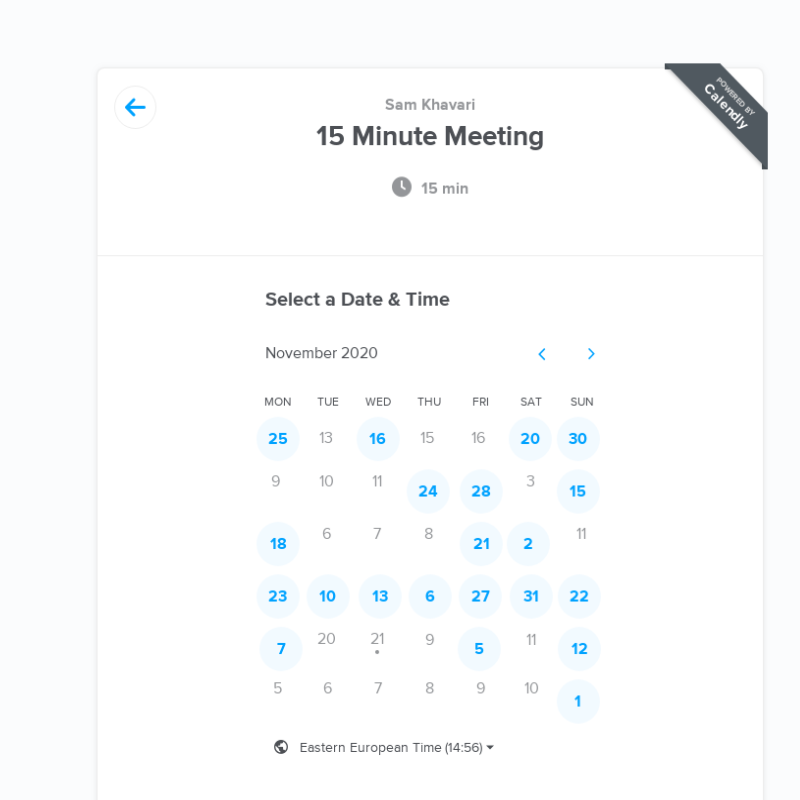 Sam Khavari
POWERED BY
Calendly
15 Minute Meeting
15 min
Select a Date & Time
November 2020
MON TUE WED THU FRI SAT SUN
25 13 16 15 16 20 30
9 10 11 24 28 3 15
18 6 7 8 21 2 11
23 10 13 6 27 31 22
7 20 21 9 5 11 12
5 6 7 8 9 10 1
Eastern European Time (14:56)